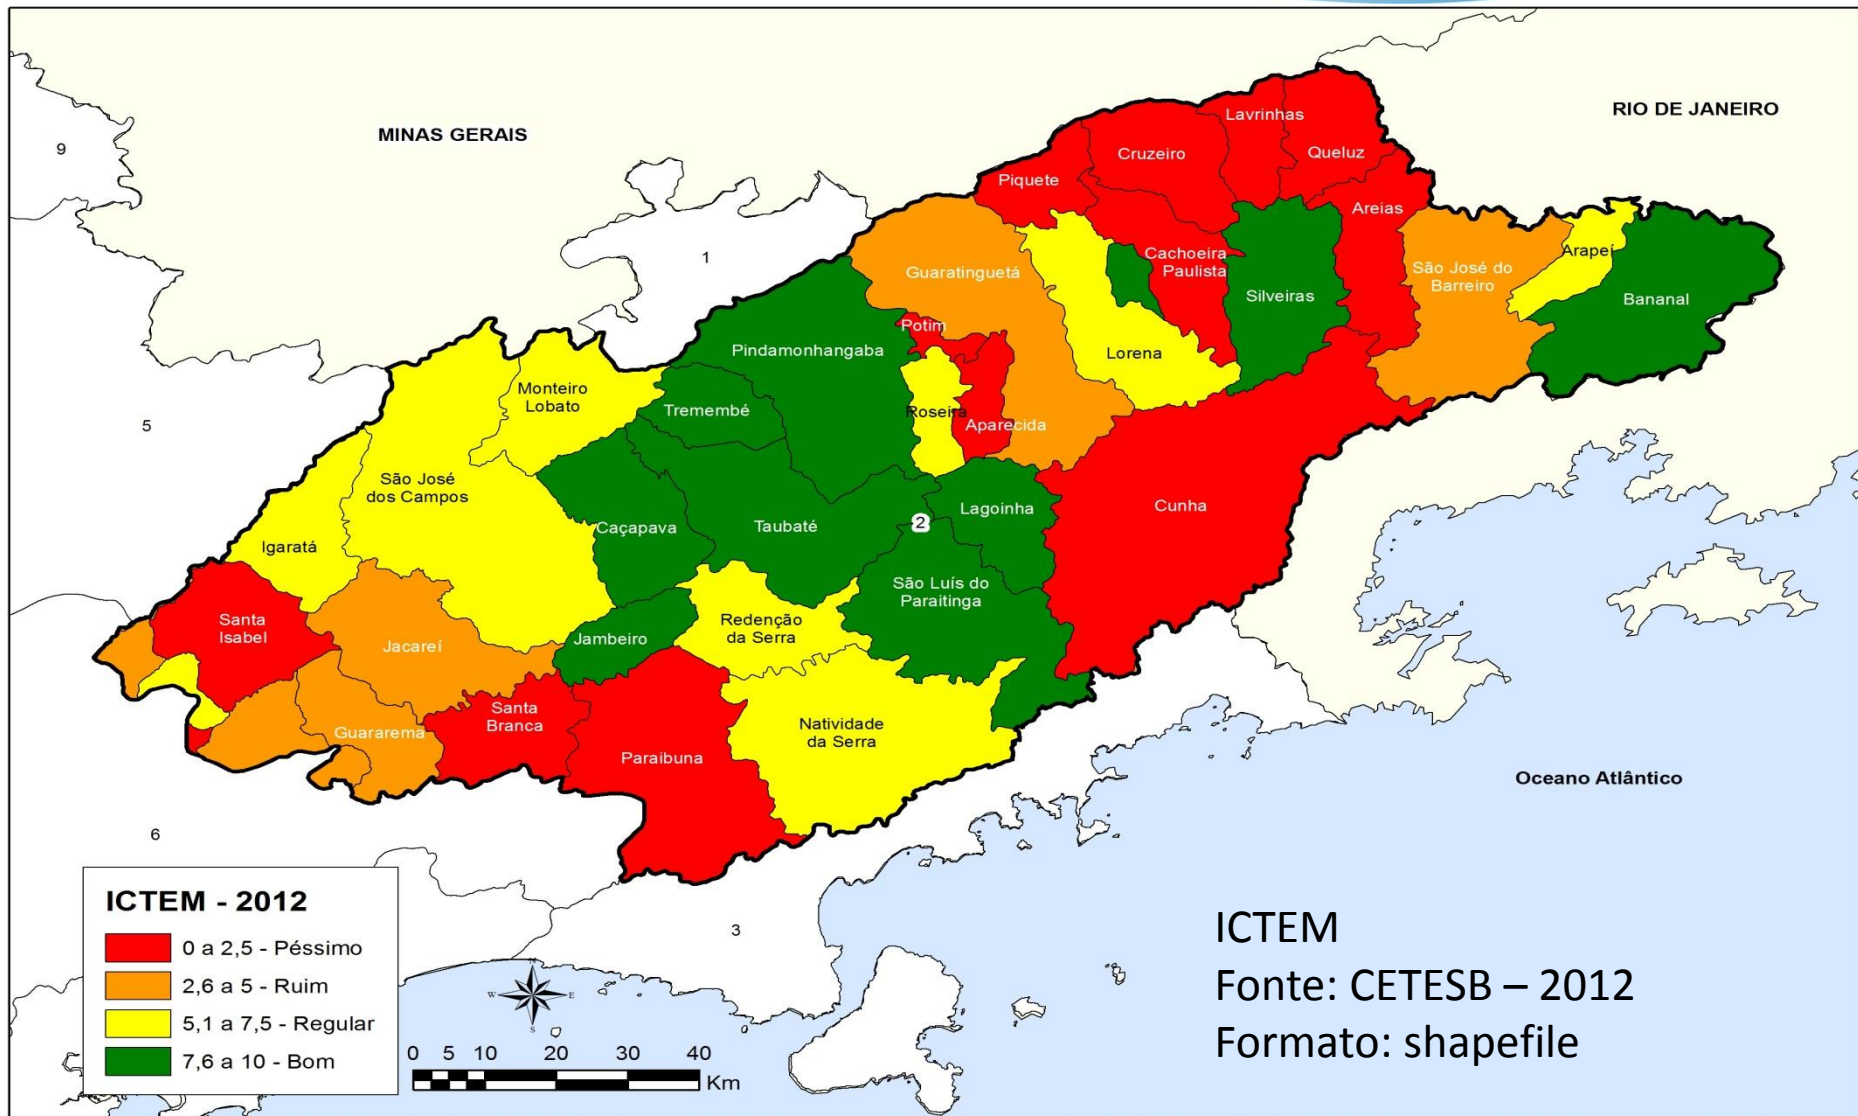 MINAS GERAIS
RIO DE JANEIRO
9
1
5
Lavrinhas
Cruzeiro
Queluz
Piquete
Areias
Cachoeira
Paulista
Guaratinguetá
Silveiras
São José do
Barreiro
Arapeí
Bananal
Potim
Pindamonhangaba
Lorena
Monteiro
Lobato
Tremembé
Roseira
Aparecida
São José
dos Campos
Caçapava
Taubaté
2
Lagoinha
Cunha
Igaratá
São Luís do
Paraitinga
Santa
Isabel
Jacareí
Jambeiro
Redenção
da Serra
Santa
Branca
Guararema
Paraibuna
Natividade
da Serra
Oceano Atlântico
6
3
ICTEM - 2012
0 a 2,5 - Péssimo
2,6 a 5 - Ruim
5,1 a 7,5 - Regular
7,6 a 10 - Bom
N
W E
S
0 5 10 20 30 40
Km
ICTEM
Fonte: CETESB – 2012
Formato: shapefile